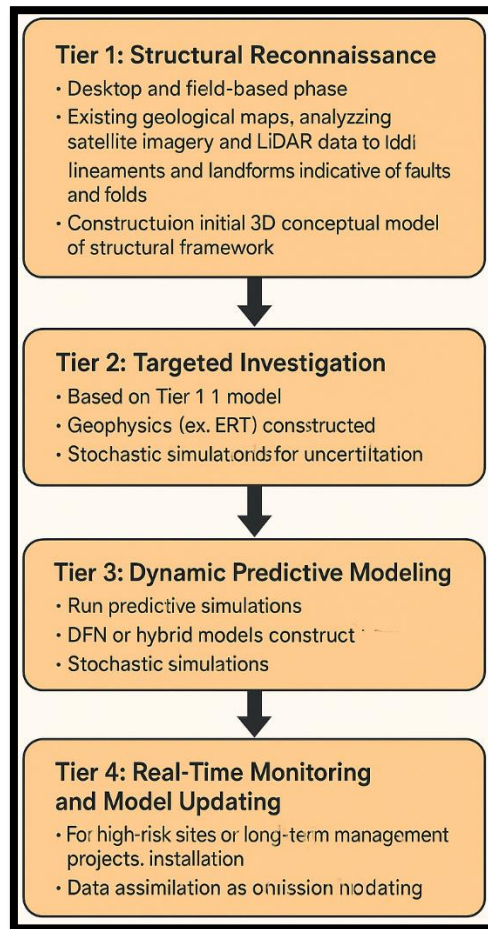 Tier 1: Structural Reconnaissance
• Desktop and field-based phase
• Existing geological maps, analyzzing
satellite imagery and LiDAR data to Iddl
lineaments and landforms indicative of faults
and folds
• Constructuion initial 3D conceptual model
of structural framework
Tier 2: Targeted Investigation
• Based on Tier 1 1 model
• Geophysics (ex. ERT) constructed
• Stochastic simulatonds for uncertiltation
Tier 3: Dynamic Predictive Modeling
• Run predictive simulations
• DFN or hybrid models construct
• Stochastic simulations
Tier 4: Real-Time Monitoring
and Model Updating
• For high-risk sites or long-term management
projects. installation
• Data assimilation as omission